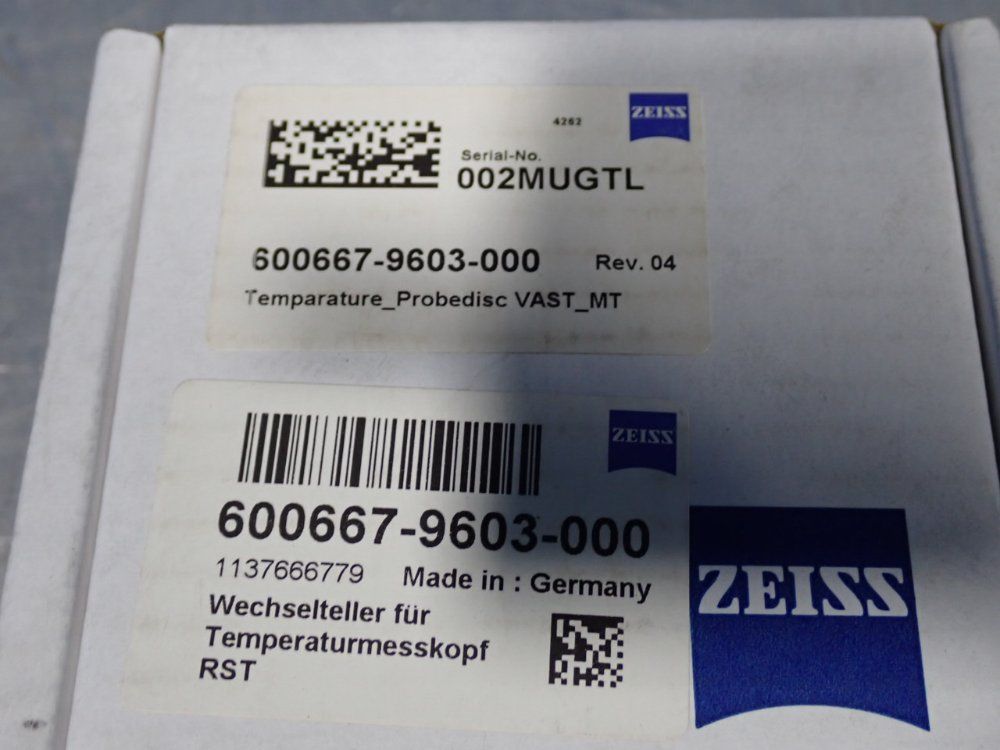 4262
ZEISS
Serial-No.
002MUGTL
600667-9603-000 Rev. 04
Temparature_Probedisc VAST_MT
ZEISS
600667-9603-000
1137666779 Made in : Germany
Wechselteller für
Temperaturmesskopf
RST
ZEISS